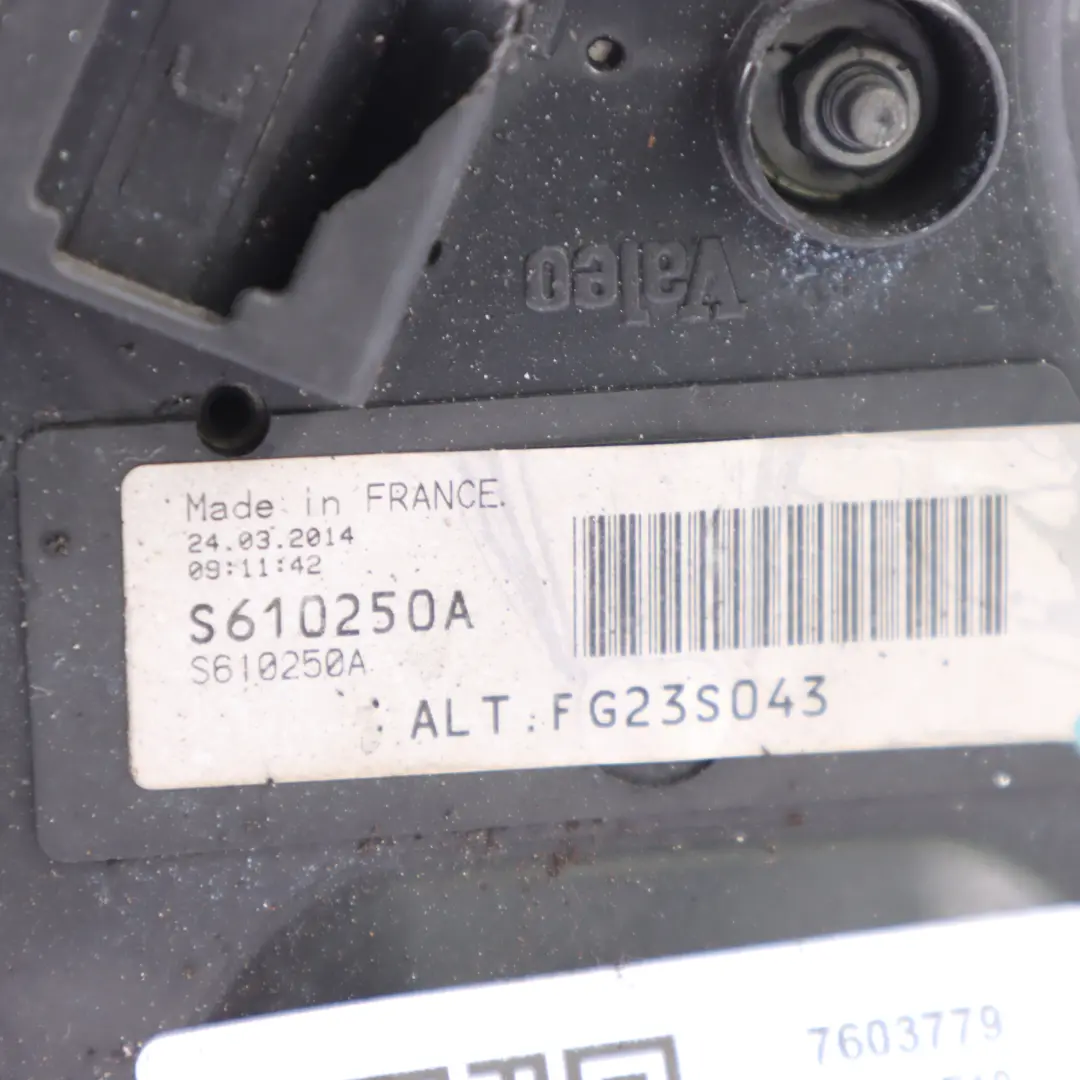 Valeo
Made in FRANCE
24.03.2014
09:11:42
S610250A
S610250A
ALT. FG23S043
7603779